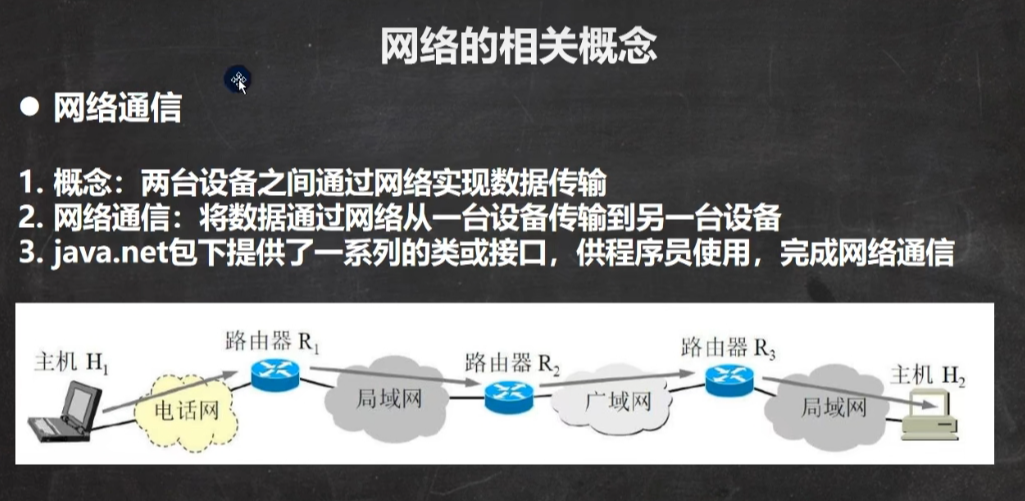 网络的相关概念
● 网络通信
1. 概念：两台设备之间通过网络实现数据传输
2. 网络通信：将数据通过网络从一台设备传输到另一台设备
3. java.net包下提供了一系列的类或接口，供程序员使用，完成网络通信
主机 H1
路由器 R1
路由器 R2
路由器 R3
主机 H2
电话网
局域网
广域网
局域网